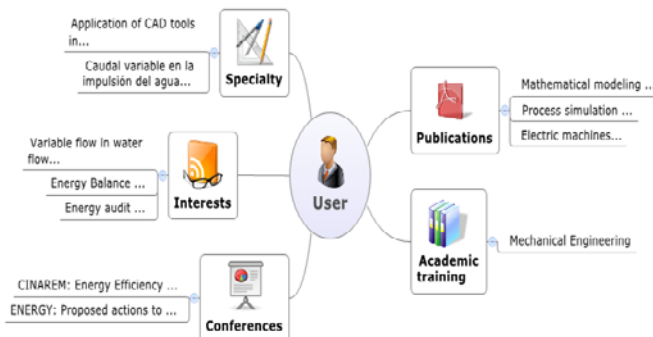 Application of CAD tools
in...
Caudal variable en la
impulsión del agua...
Specialty
Variable flow in water
flow...
Energy Balance ...
Energy audit ...
Interests
CINAREM: Energy Efficiency ...
ENERGY: Proposed actions to ...
Conferences
User
Mathematical modeling ...
Process simulation ...
Electric machines...
Publications
Mechanical Engineering
Academic
training